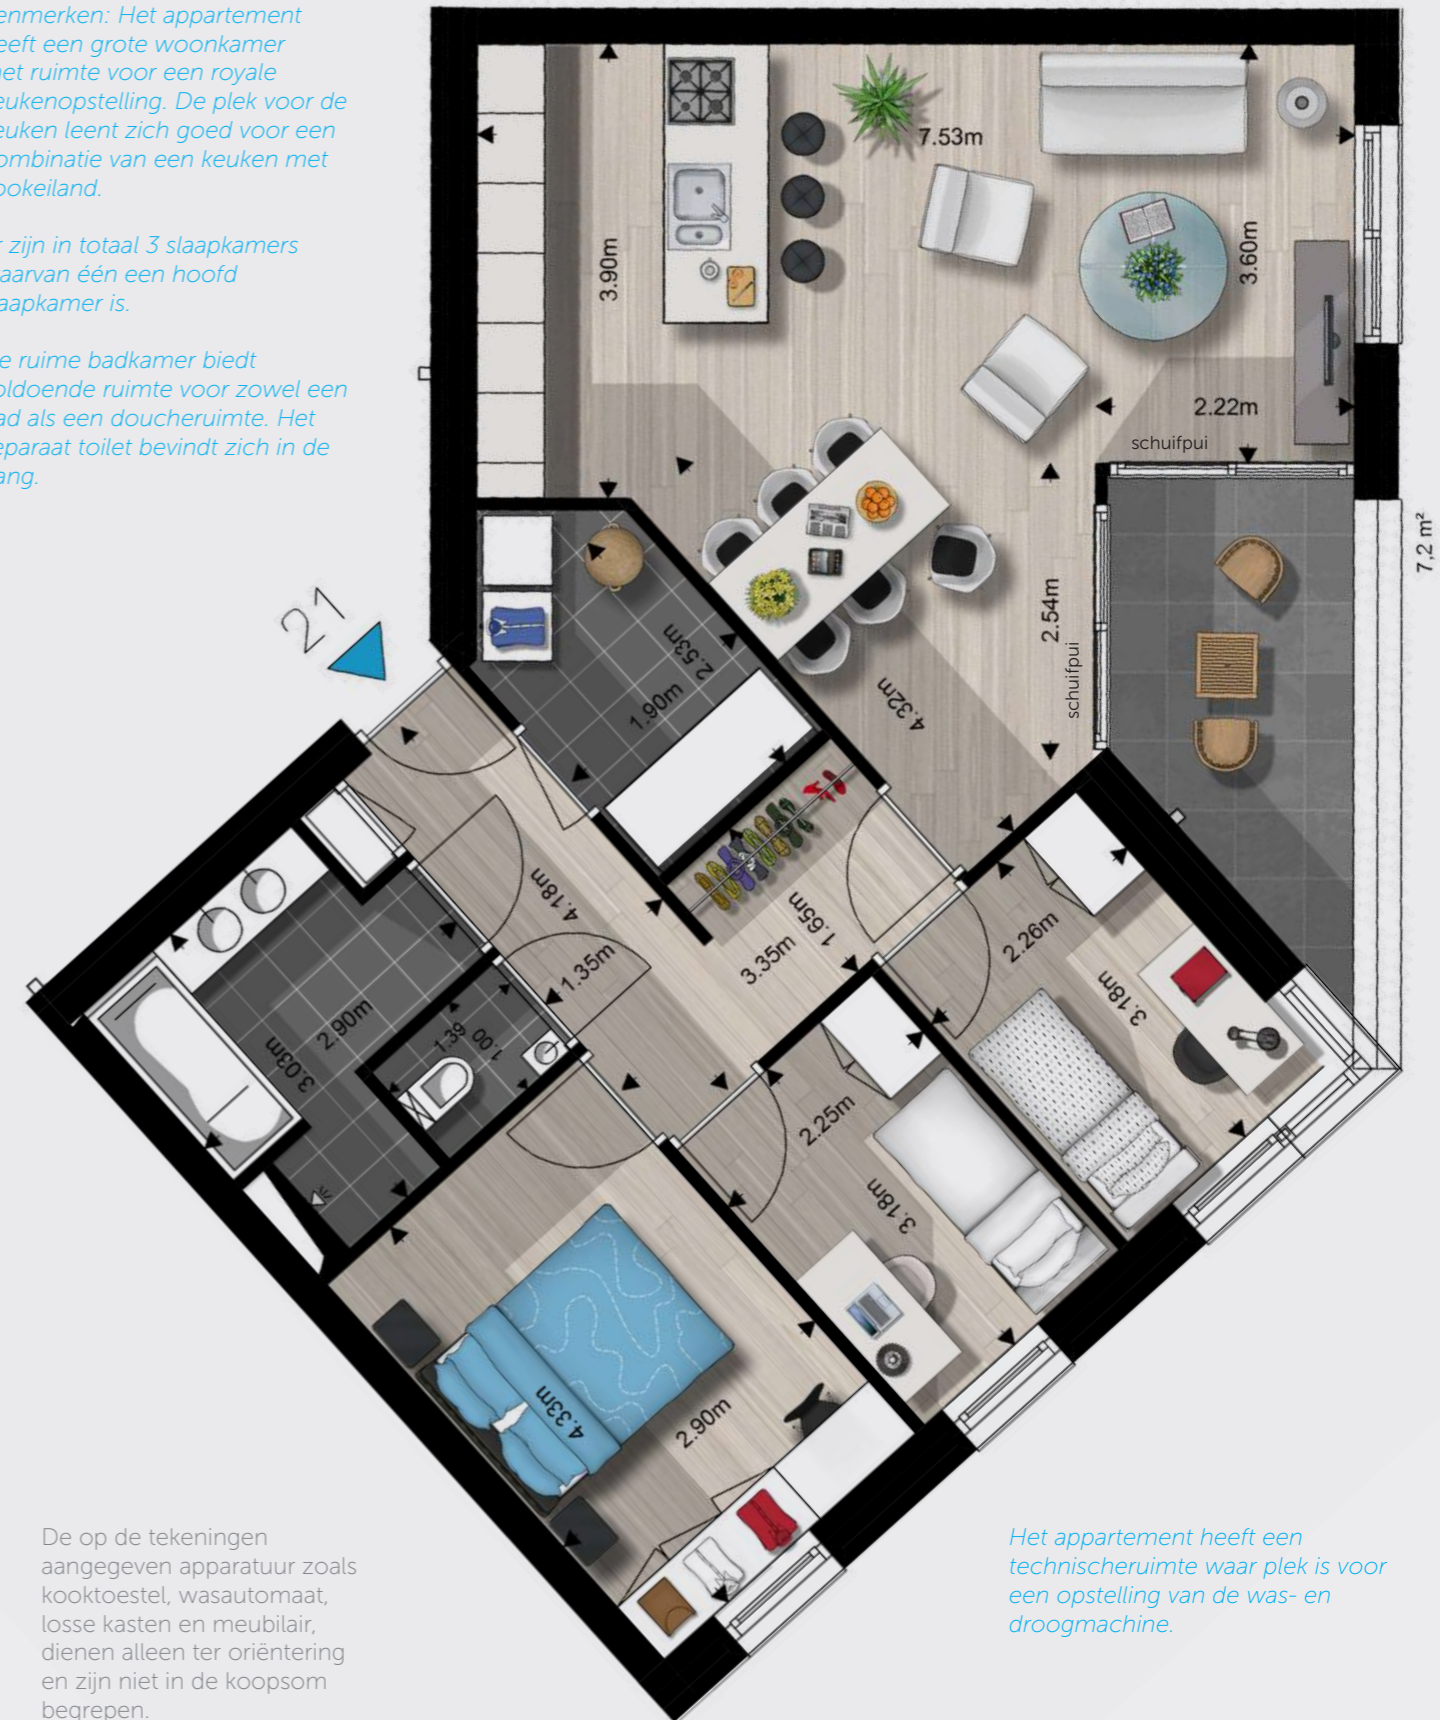 enmerken: Het appartement
eeft een grote woonkamer
et ruimte voor een royale
eukenopstelling. De plek voor de
euken leent zich goed voor een
ombinatie van een keuken met
ookeiland.
r zijn in totaal 3 slaapkamers
aarvan één een hoofd
aapkamer is.
e ruime badkamer biedt
oldoende ruimte voor zowel een
ad als een doucheruimte. Het
eparaat toilet bevindt zich in de
ang.
7.53m
3.90m
3.60m
2.22m
schuifpui
7,2 m²
2.54m
schuifpui
21
2.53m
1.90m
4.32m
4.18m
1.35m
1.65m
3.35m
2.26m
3.18m
2.90m
3.03m
1.39
1.00
2.25m
3.18m
4.33m
2.90m
De op de tekeningen
aangegeven apparatuur zoals
kooktoestel, wasautomaat,
losse kasten en meubilair,
dienen alleen ter oriëntering
en zijn niet in de koopsom
begrepen.
Het appartement heeft een
technischeruimte waar plek is voor
een opstelling van de was- en
droogmachine.